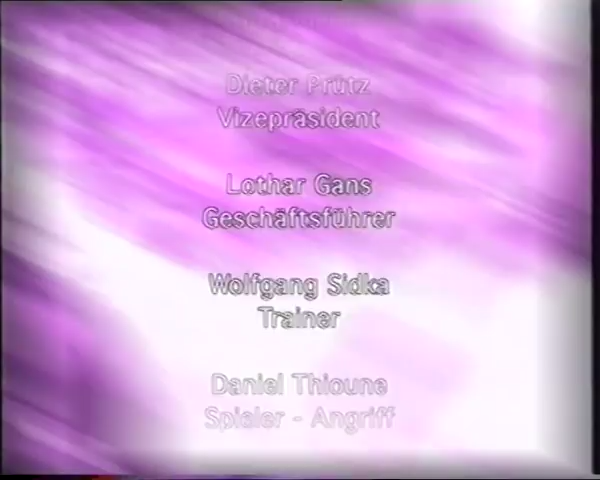 Dieter Prütz
Vizepräsident
Lothar Gans
Geschäftsführer
Wolfgang Sidka
Trainer
Daniel Thioune
Spieler - Angriff